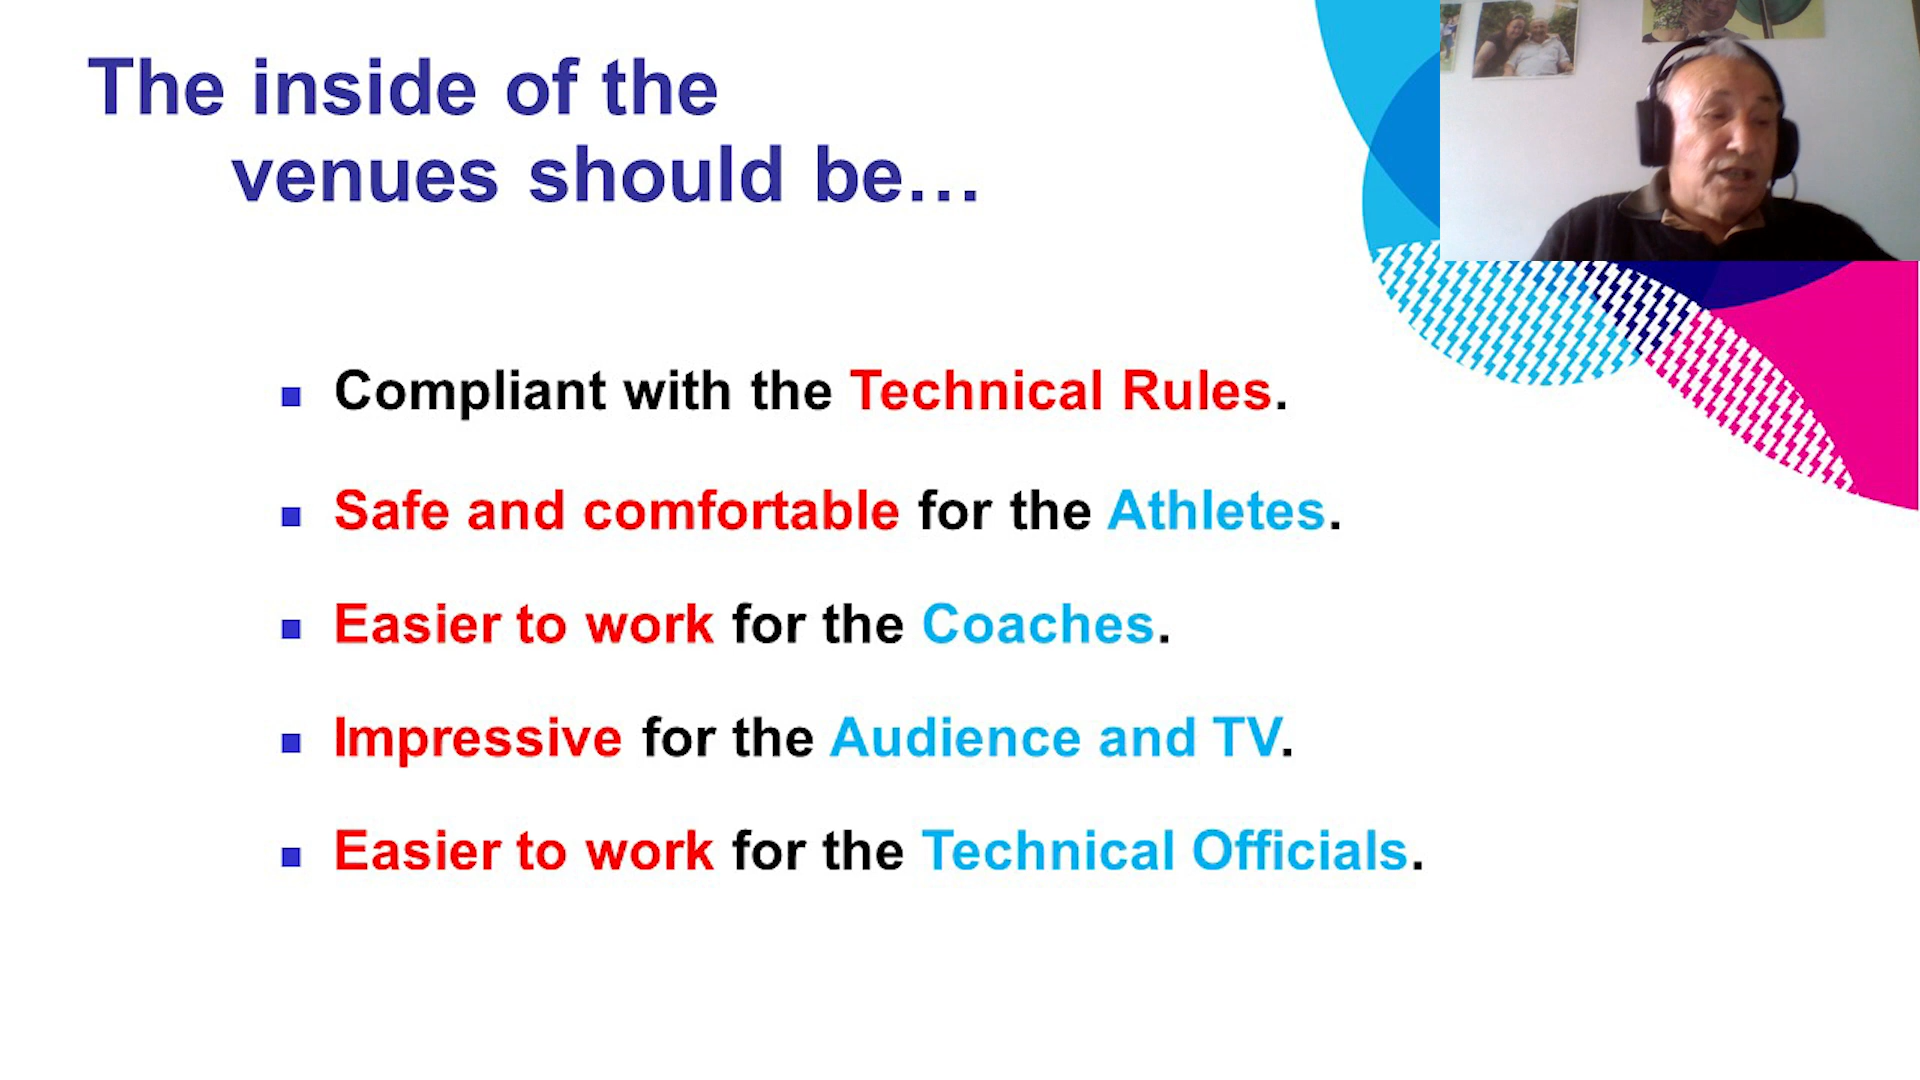 The inside of the
venues should be…
▪ Compliant with the Technical Rules.
▪ Safe and comfortable for the Athletes.
▪ Easier to work for the Coaches.
▪ Impressive for the Audience and TV.
▪ Easier to work for the Technical Officials.